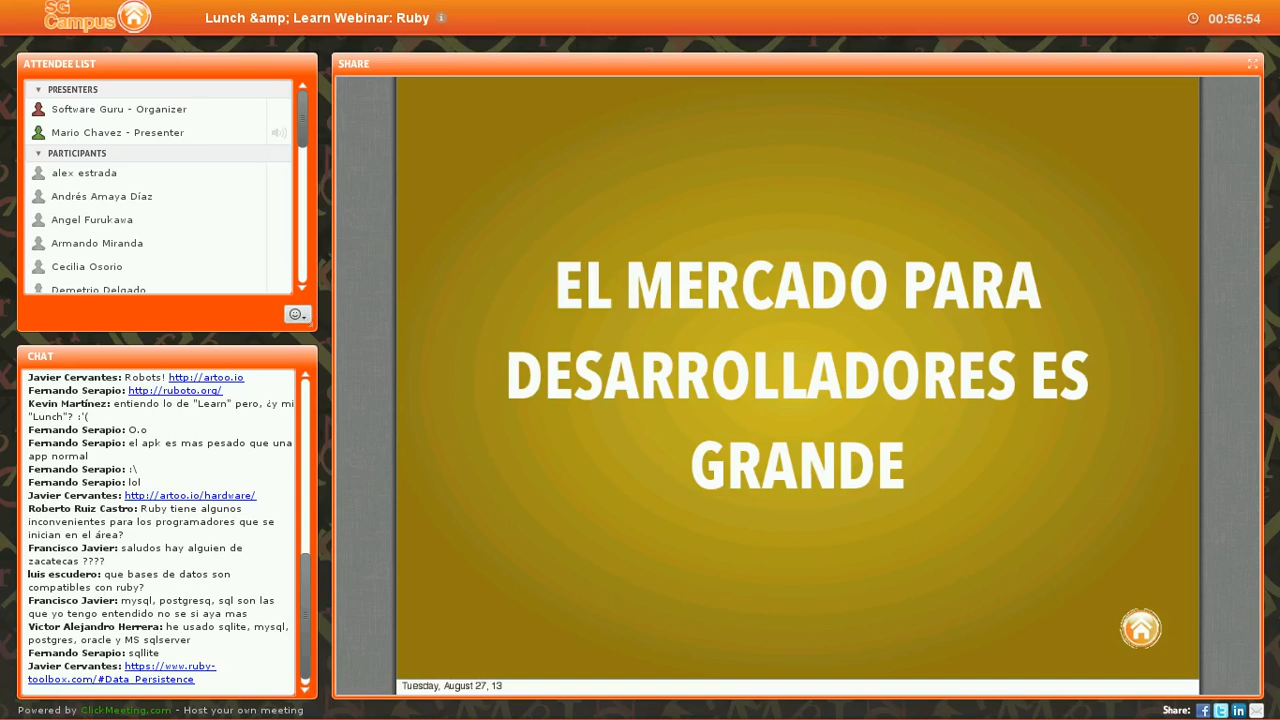 SG
Campus
Lunch &amp; Learn Webinar: Ruby
00:56:54
ATTENDEE LIST
PRESENTERS
Software Guru - Organizer
Mario Chavez - Presenter
PARTICIPANTS
alex estrada
Andrés Amaya Díaz
Angel Furukawa
Armando Miranda
Cecilia Osorio
Demetrio Delgado
CHAT
Javier Cervantes: Robots! http://artoo.io
Fernando Serapio: http://ruboto.org/
Kevin Martínez: entiendo lo de "Learn" pero, ¿y mi
"Lunch"? :'(
Fernando Serapio: O.o
Fernando Serapio: el apk es mas pesado que una
app normal
Fernando Serapio: :\
Fernando Serapio: lol
Javier Cervantes: http://artoo.io/hardware/
Roberto Ruiz Castro: Ruby tiene algunos
inconvenientes para los programadores que se
inician en el área?
Francisco Javier: saludos hay alguien de
zacatecas ????
luis escudero: que bases de datos son
compatibles con ruby?
Francisco Javier: mysql, postgresq, sql son las
que yo tengo entendido no se si aya mas
Victor Alejandro Herrera: he usado sqlite, mysql,
postgres, oracle y MS sqlserver
Fernando Serapio: sqllite
Javier Cervantes: https://www.ruby-
toolbox.com/#Data_Persistence
SHARE
EL MERCADO PARA
DESARROLLADORES ES
GRANDE
Tuesday, August 27, 13
Powered by ClickMeeting.com - Host your own meeting
Share: